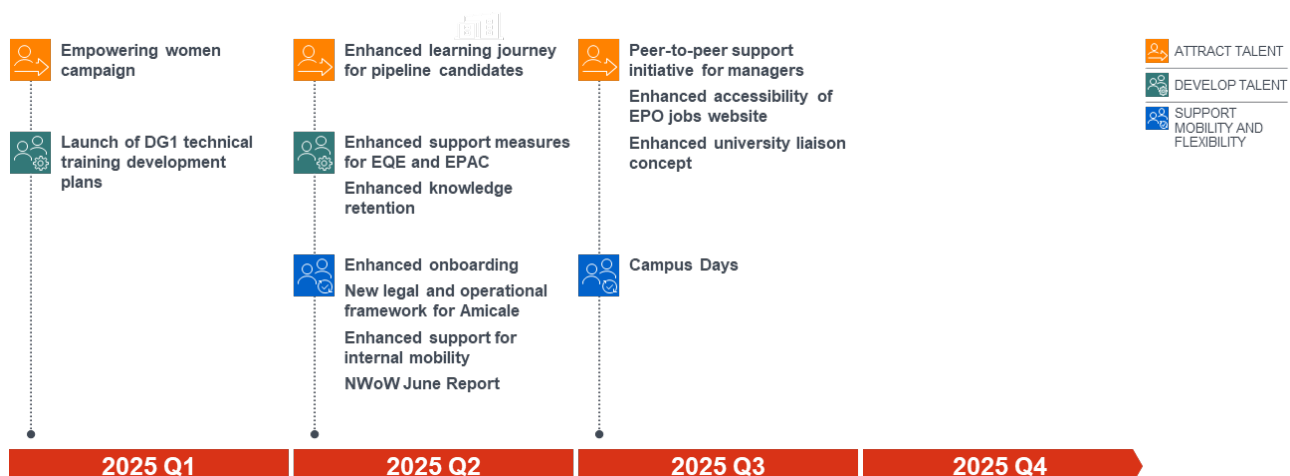 Empowering women
campaign
Launch of DG1 technical
training development
plans
Enhanced learning journey
for pipeline candidates
Enhanced support measures
for EQE and EPAC
Enhanced knowledge
retention
Enhanced onboarding
New legal and operational
framework for Amicale
Enhanced support for
internal mobility
NWoW June Report
Peer-to-peer support
initiative for managers
Enhanced accessibility of
EPO jobs website
Enhanced university liaison
concept
Campus Days
ATTRACT TALENT
DEVELOP TALENT
SUPPORT
MOBILITY AND
FLEXIBILITY
2025 Q1
2025 Q2
2025 Q3
2025 Q4